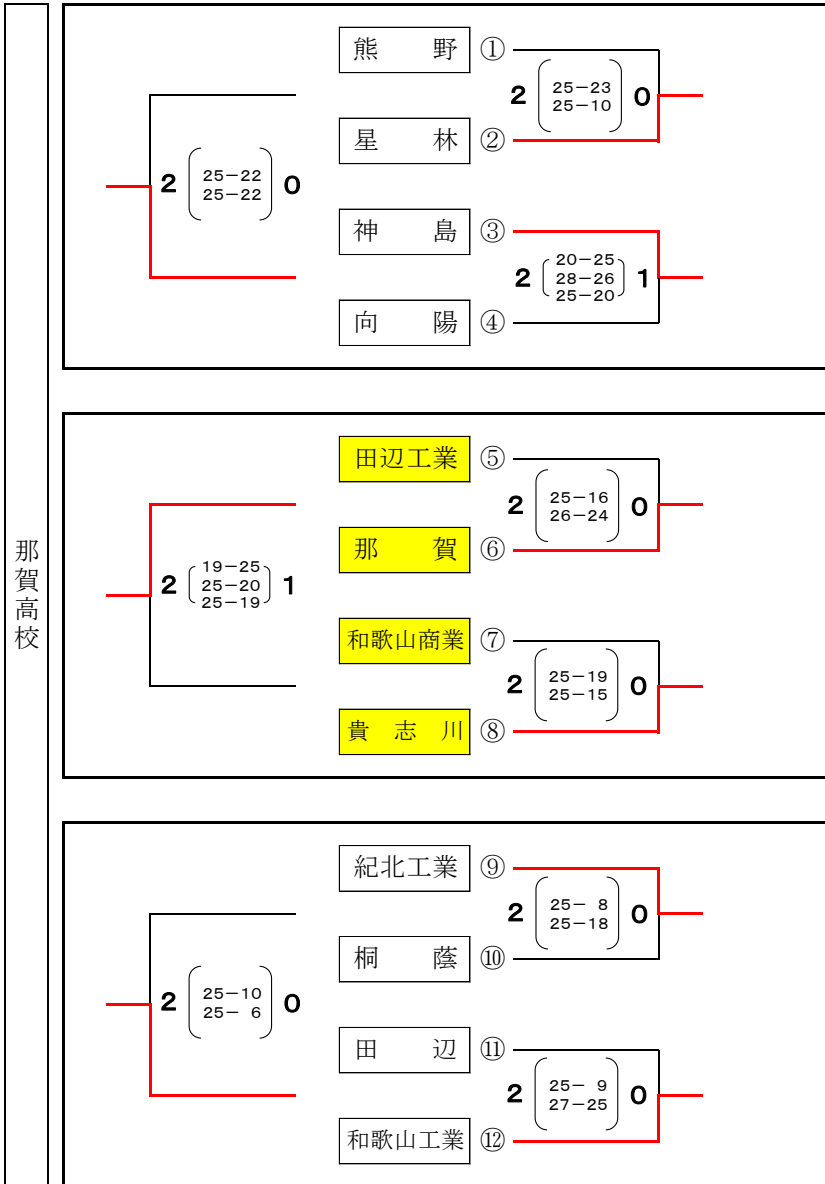 那賀高校
熊野 ①
2 25-23 0
25-10
星林 ②
2 25-22 0
25-22
神島 ③
2 20-25 1
28-26
25-20
向陽 ④
田辺工業 ⑤
2 25-16 0
26-24
那賀 ⑥
2 19-25 1
25-20
25-19
和歌山商業 ⑦
2 25-19 0
25-15
貴志川 ⑧
紀北工業 ⑨
2 25- 8 0
25-18
桐蔭 ⑩
2 25-10 0
25- 6
田辺 ⑪
2 25- 9 0
27-25
和歌山工業 ⑫